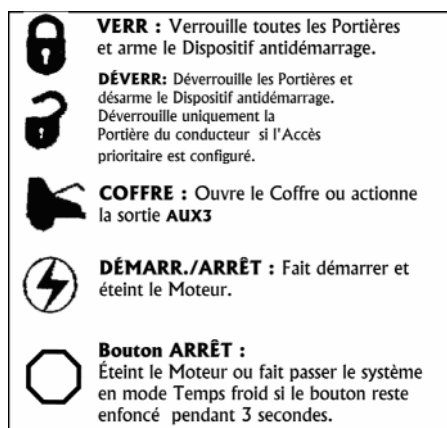 VERR : Verrouille toutes les Portières
et arme le Dispositif antidémarrage.
DÉVERR: Déverrouille les Portières et
désarme le Dispositif antidémarrage.
Déverrouille uniquement la
Portière du conducteur si l'Accès
prioritaire est configuré.
COFFRE : Ouvre le Coffre ou actionne
la sortie AUX3
DÉMARR./ARRÊT : Fait démarrer et
éteint le Moteur.
Bouton ARRÊT :
Éteint le Moteur ou fait passer le système
en mode Temps froid si le bouton reste
enfoncé pendant 3 secondes.